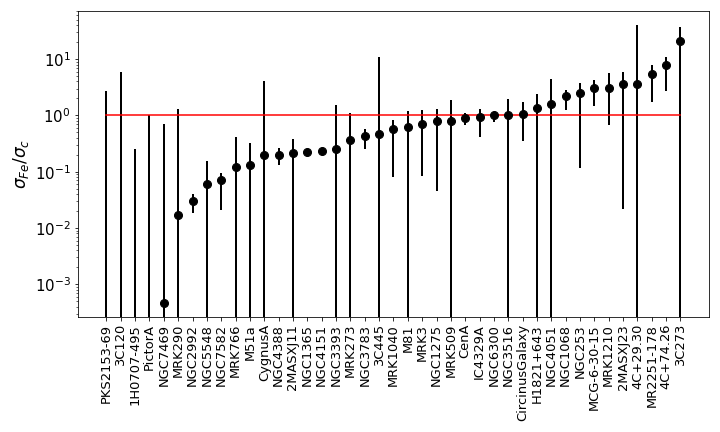 10¹
10⁰
10⁻¹
10⁻²
10⁻³
σ_Fe/σ_c
PKS2153-69
3C120
1H0707-495
PictorA
NGC7469
MRK290
NGC2992
NGC5548
NGC7582
MRK766
M51a
CygnusA
NGC4388
2MASXJ11
NGC1365
NGC4151
NGC3393
MRK273
NGC3783
3C445
MRK1040
M81
MRK3
NGC1275
MRK509
CenA
IC4329A
NGC6300
NGC3516
CircinusGalaxy
H1821+643
NGC4051
NGC1068
NGC253
MCG-6-30-15
MRK1210
2MASXJ23
4C+29.30
MR2251-178
4C+74.26
3C273